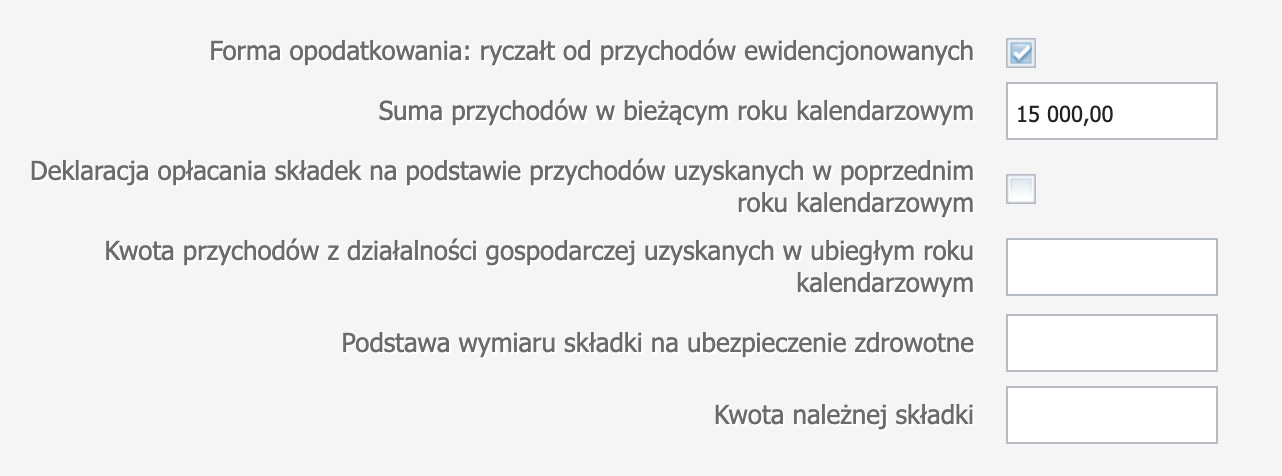 Forma opodatkowania: ryczałt od przychodów ewidencjonowanych
Suma przychodów w bieżącym roku kalendarzowym
15 000,00
Deklaracja opłacania składek na podstawie przychodów uzyskanych w poprzednim
roku kalendarzowym
Kwota przychodów z działalności gospodarczej uzyskanych w ubiegłym roku
kalendarzowym
Podstawa wymiaru składki na ubezpieczenie zdrowotne
Kwota należnej składki